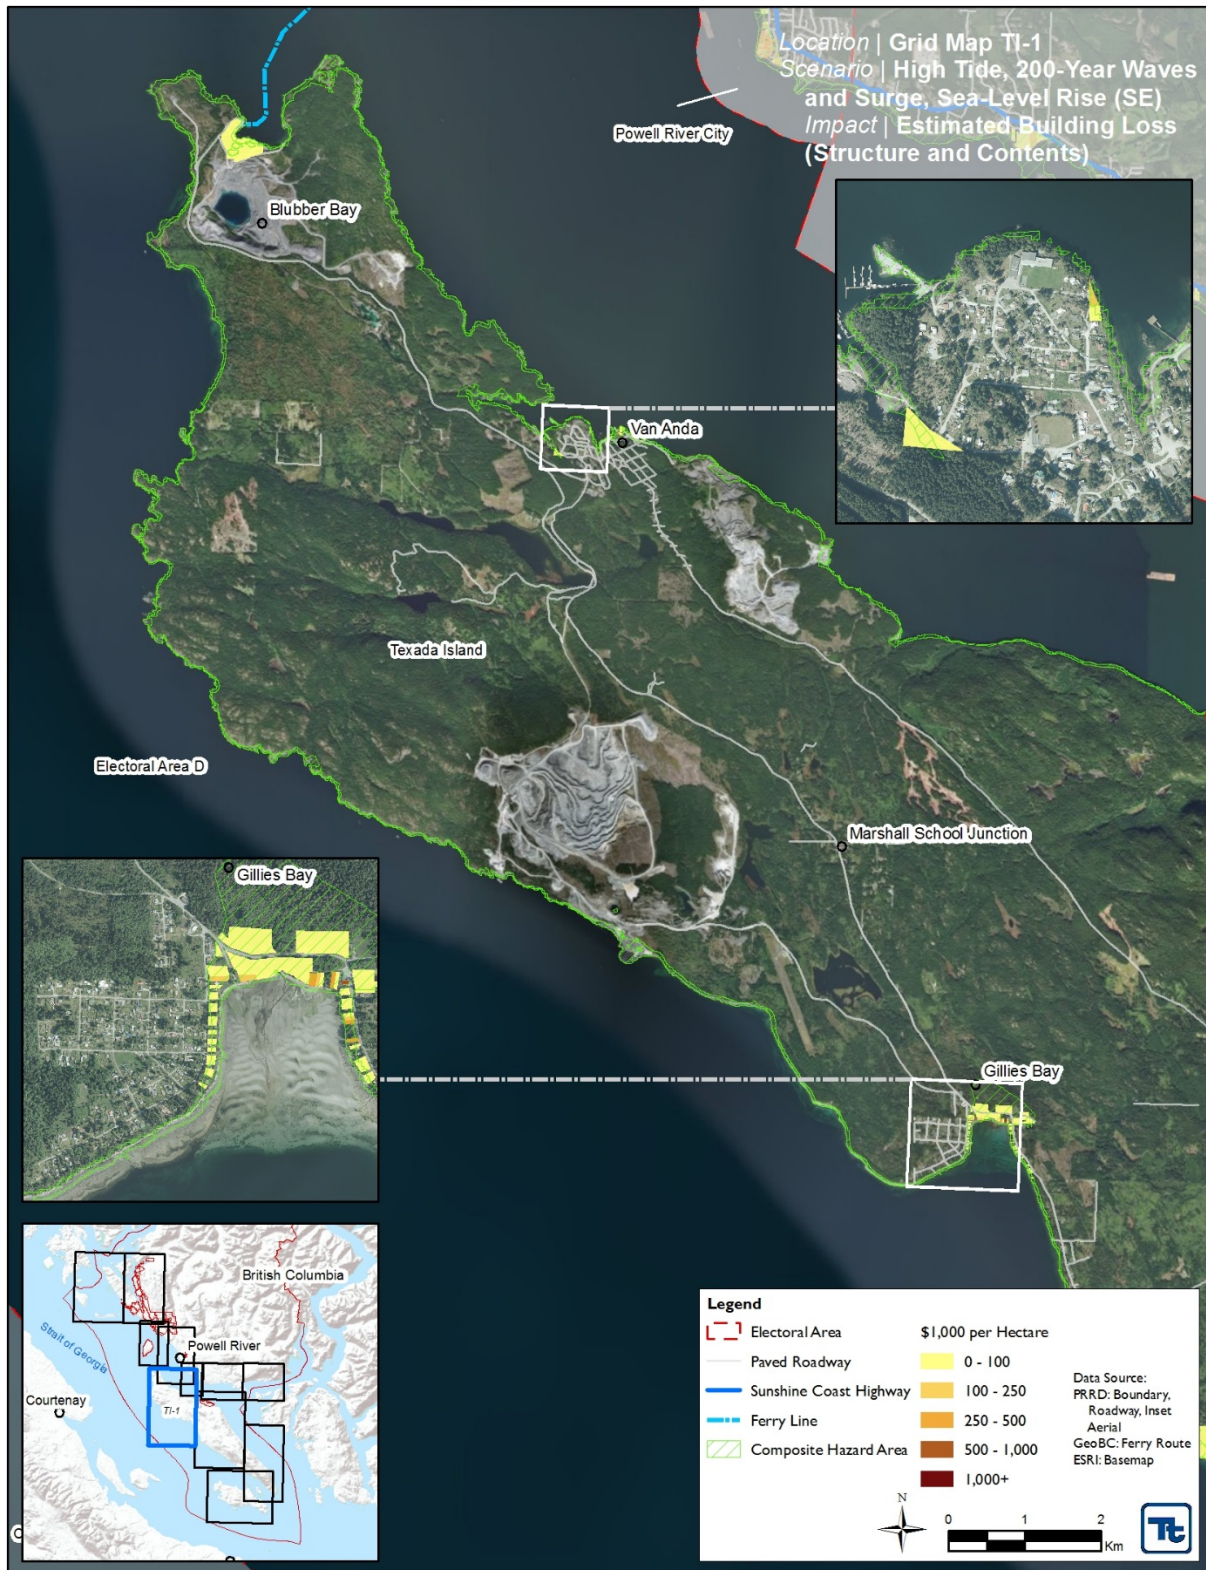 Location | Grid Map TI-1
Scenario | High Tide, 200-Year Waves
and Surge, Sea-Level Rise (SE)
Impact | Estimated Building Loss
(Structure and Contents)
Powell River City
Blubber Bay
Van Anda
Texada Island
Electoral Area D
Marshall School Junction
Gillies Bay
Gillies Bay
British Columbia
Strait of Georgia
Powell River
Courtenay
TI-1
Legend
Electoral Area
Paved Roadway
Sunshine Coast Highway
Ferry Line
Composite Hazard Area
$1,000 per Hectare
0 - 100
100 - 250
250 - 500
500 - 1,000
1,000+
Data Source:
PRRD: Boundary,
Roadway, Inset
Aerial
GeoBC: Ferry Route
ESRI: Basemap
N
0 1 2
Km
Tt